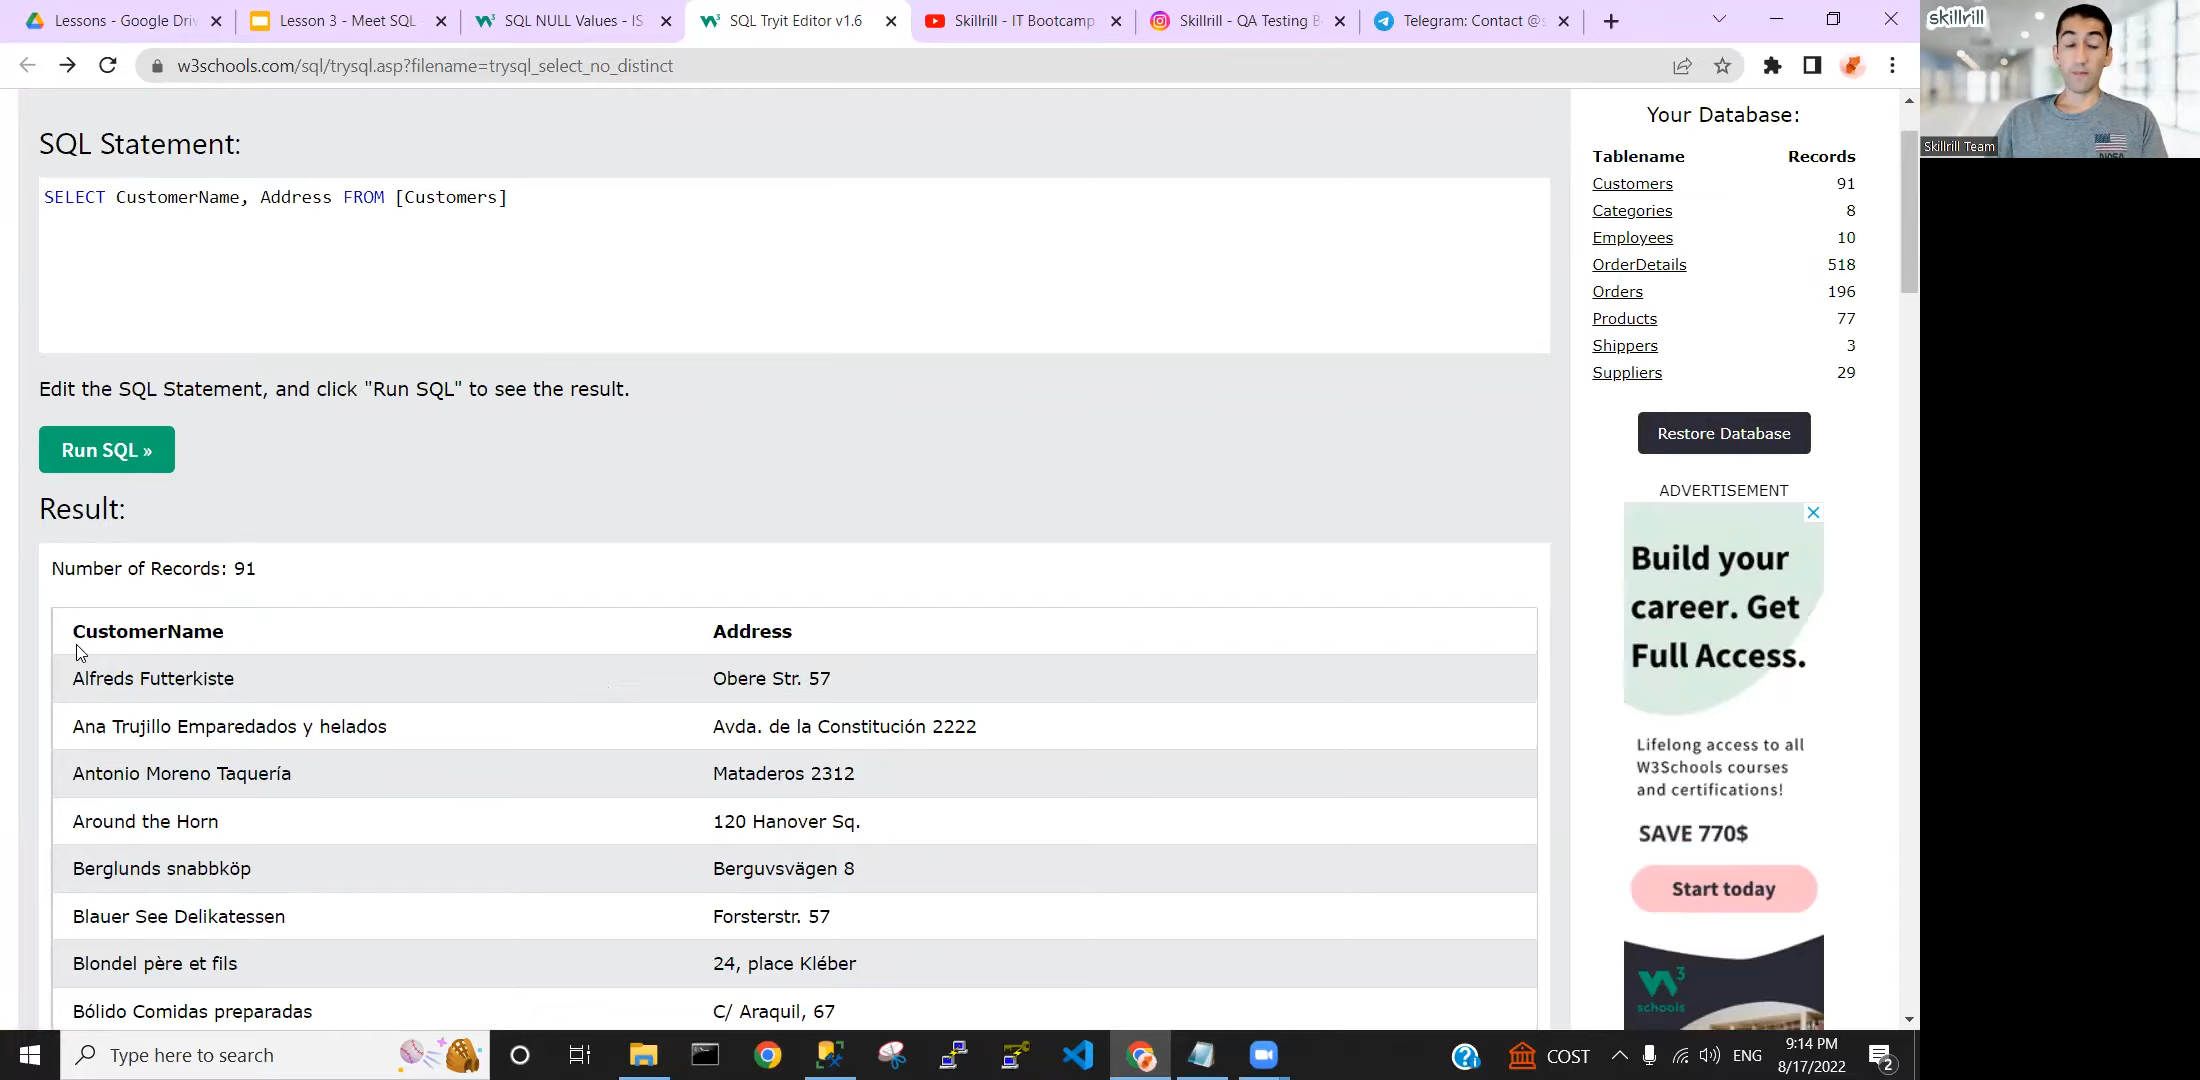 Lessons - Google Driv
Lesson 3 - Meet SQL
SQL NULL Values - IS
SQL Tryit Editor v1.6
Skillrill - IT Bootcamp
Skillrill - QA Testing B
Telegram: Contact @s
w3schools.com/sql/trysql.asp?filename=trysql_select_no_distinct
skillrill
Skillrill Team
NASA
SQL Statement:
SELECT CustomerName, Address FROM [Customers]
Edit the SQL Statement, and click "Run SQL" to see the result.
Run SQL »
Result:
Number of Records: 91
CustomerName Address
Alfreds Futterkiste Obere Str. 57
Ana Trujillo Emparedados y helados Avda. de la Constitución 2222
Antonio Moreno Taquería Mataderos 2312
Around the Horn 120 Hanover Sq.
Berglunds snabbköp Berguvsvägen 8
Blauer See Delikatessen Forsterstr. 57
Blondel père et fils 24, place Kléber
Bólido Comidas preparadas C/ Araquil, 67
Your Database:
Tablename Records
Customers 91
Categories 8
Employees 10
OrderDetails 518
Orders 196
Products 77
Shippers 3
Suppliers 29
Restore Database
ADVERTISEMENT
Build your
career. Get
Full Access.
Lifelong access to all
W3Schools courses
and certifications!
SAVE 770$
Start today
W3
schools
Type here to search
COST
ENG
9:14 PM
8/17/2022
2